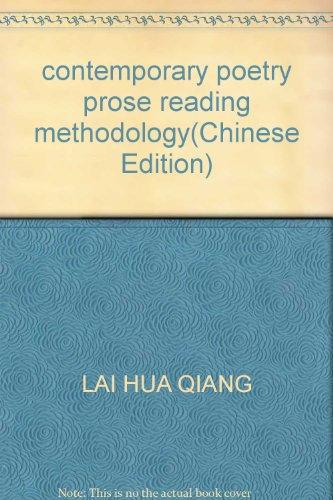 contemporary poetry
prose reading
methodology(Chinese
Edition)
LAI HUA QIANG
Note: This is no the actual book cover